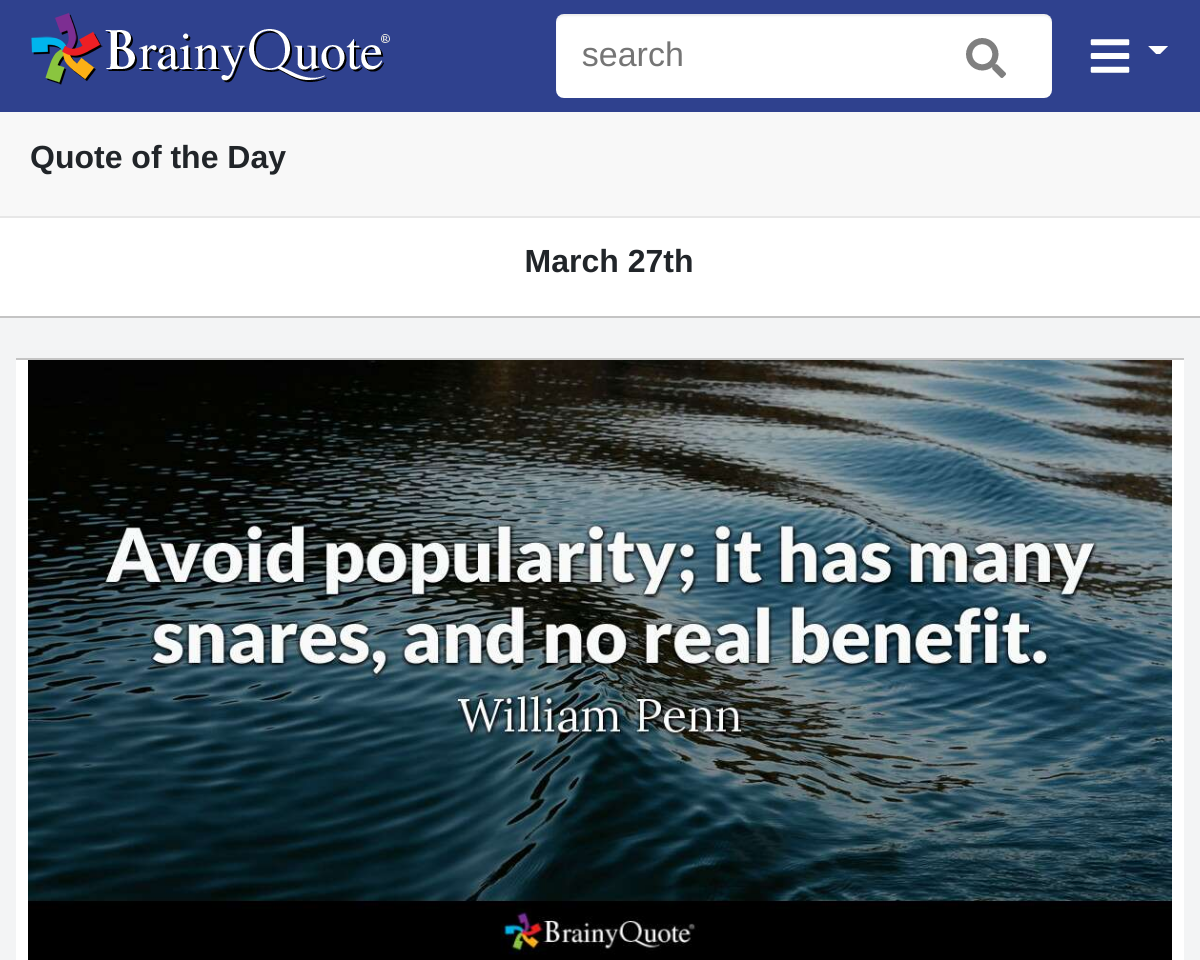 BrainyQuote®
search
Quote of the Day
March 27th
Avoid popularity; it has many
snares, and no real benefit.
William Penn
BrainyQuote®